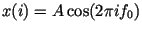 x(i) = A cos(2πif₀)